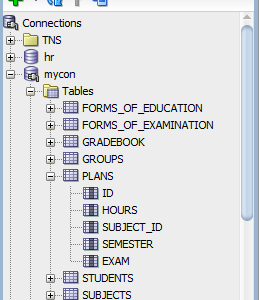 Connections
TNS
hr
mycon
Tables
FORMS_OF_EDUCATION
FORMS_OF_EXAMINATION
GRADEBOOK
GROUPS
PLANS
ID
HOURS
SUBJECT_ID
SEMESTER
EXAM
STUDENTS
SUBJECTS